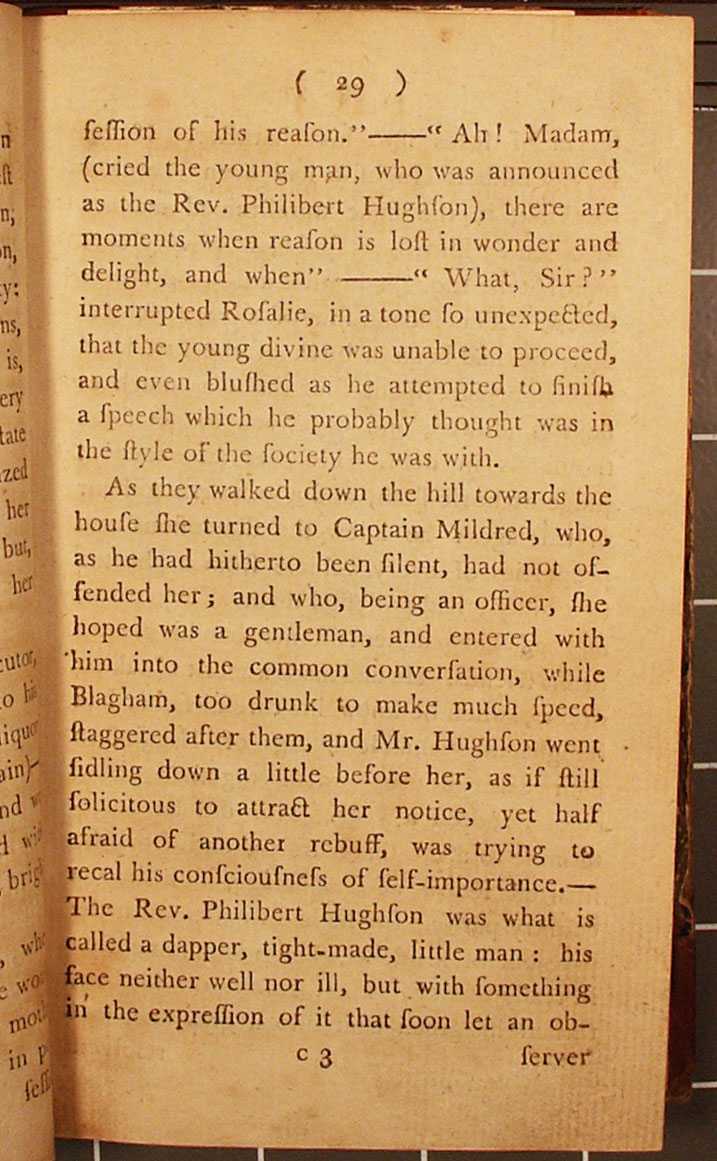 ( 29 )
ſeſſion of his reaſon."——" Ah! Madam,
(cried the young man, who was announced
as the Rev. Philibert Hughſon), there are
moments when reaſon is loſt in wonder and
delight, and when" ——" What, Sir?"
interrupted Roſalie, in a tone ſo unexpected,
that the young divine was unable to proceed,
and even bluſhed as he attempted to finiſh
a ſpeech which he probably thought was in
the ſtyle of the ſociety he was with.
As they walked down the hill towards the
houſe ſhe turned to Captain Mildred, who,
as he had hitherto been ſilent, had not of-
fended her; and who, being an officer, ſhe
hoped was a gentleman, and entered with
him into the common converſation, while
Blagham, too drunk to make much ſpeed,
ſtaggered after them, and Mr. Hughſon went
ſidling down a little before her, as if ſtill
ſolicitous to attract her notice, yet half
afraid of another rebuff, was trying to
recal his conſciouſneſs of ſelf-importance.—
The Rev. Philibert Hughſon was what is
called a dapper, tight-made, little man: his
face neither well nor ill, but with ſomething
in the expreſſion of it that ſoon let an ob-
C 3 ſerver